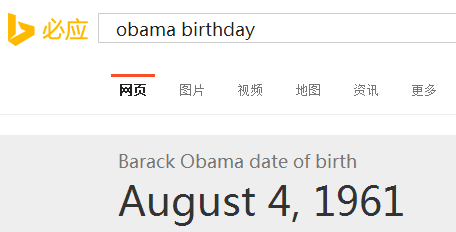 必应
obama birthday
网页 图片 视频 地图 资讯 更多
Barack Obama date of birth
August 4, 1961